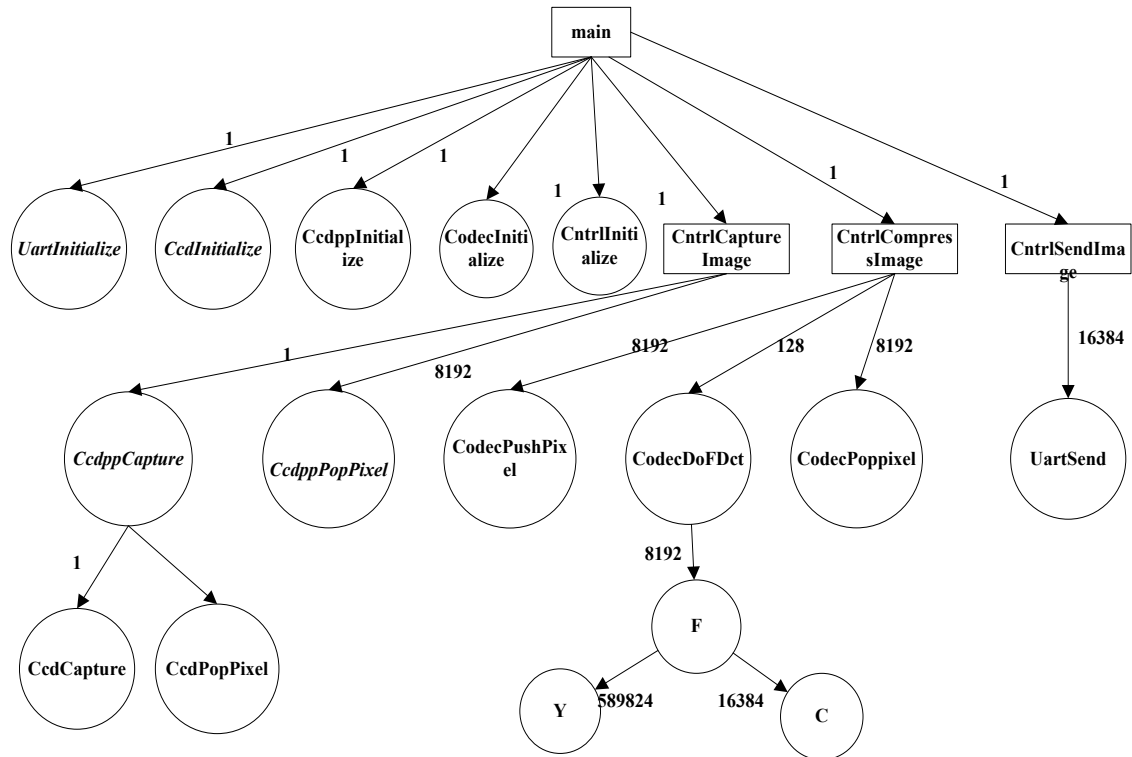 main
1
1
1
1
1
1
1
UartInitialize
CcdInitialize
CcdppInitial
ize
CodecIniti
alize
CntrlIniti
alize
CntrlCapture
Image
CntrlCompre
ssImage
CntrlSendIma
ge
1
8192
8192
128
8192
16384
CcdppCapture
CcdppPopPixel
CodecPushPix
el
CodecDoFDct
CodecPoppixel
UartSend
1
8192
CcdCapture
CcdPopPixel
F
589824
16384
Y
C